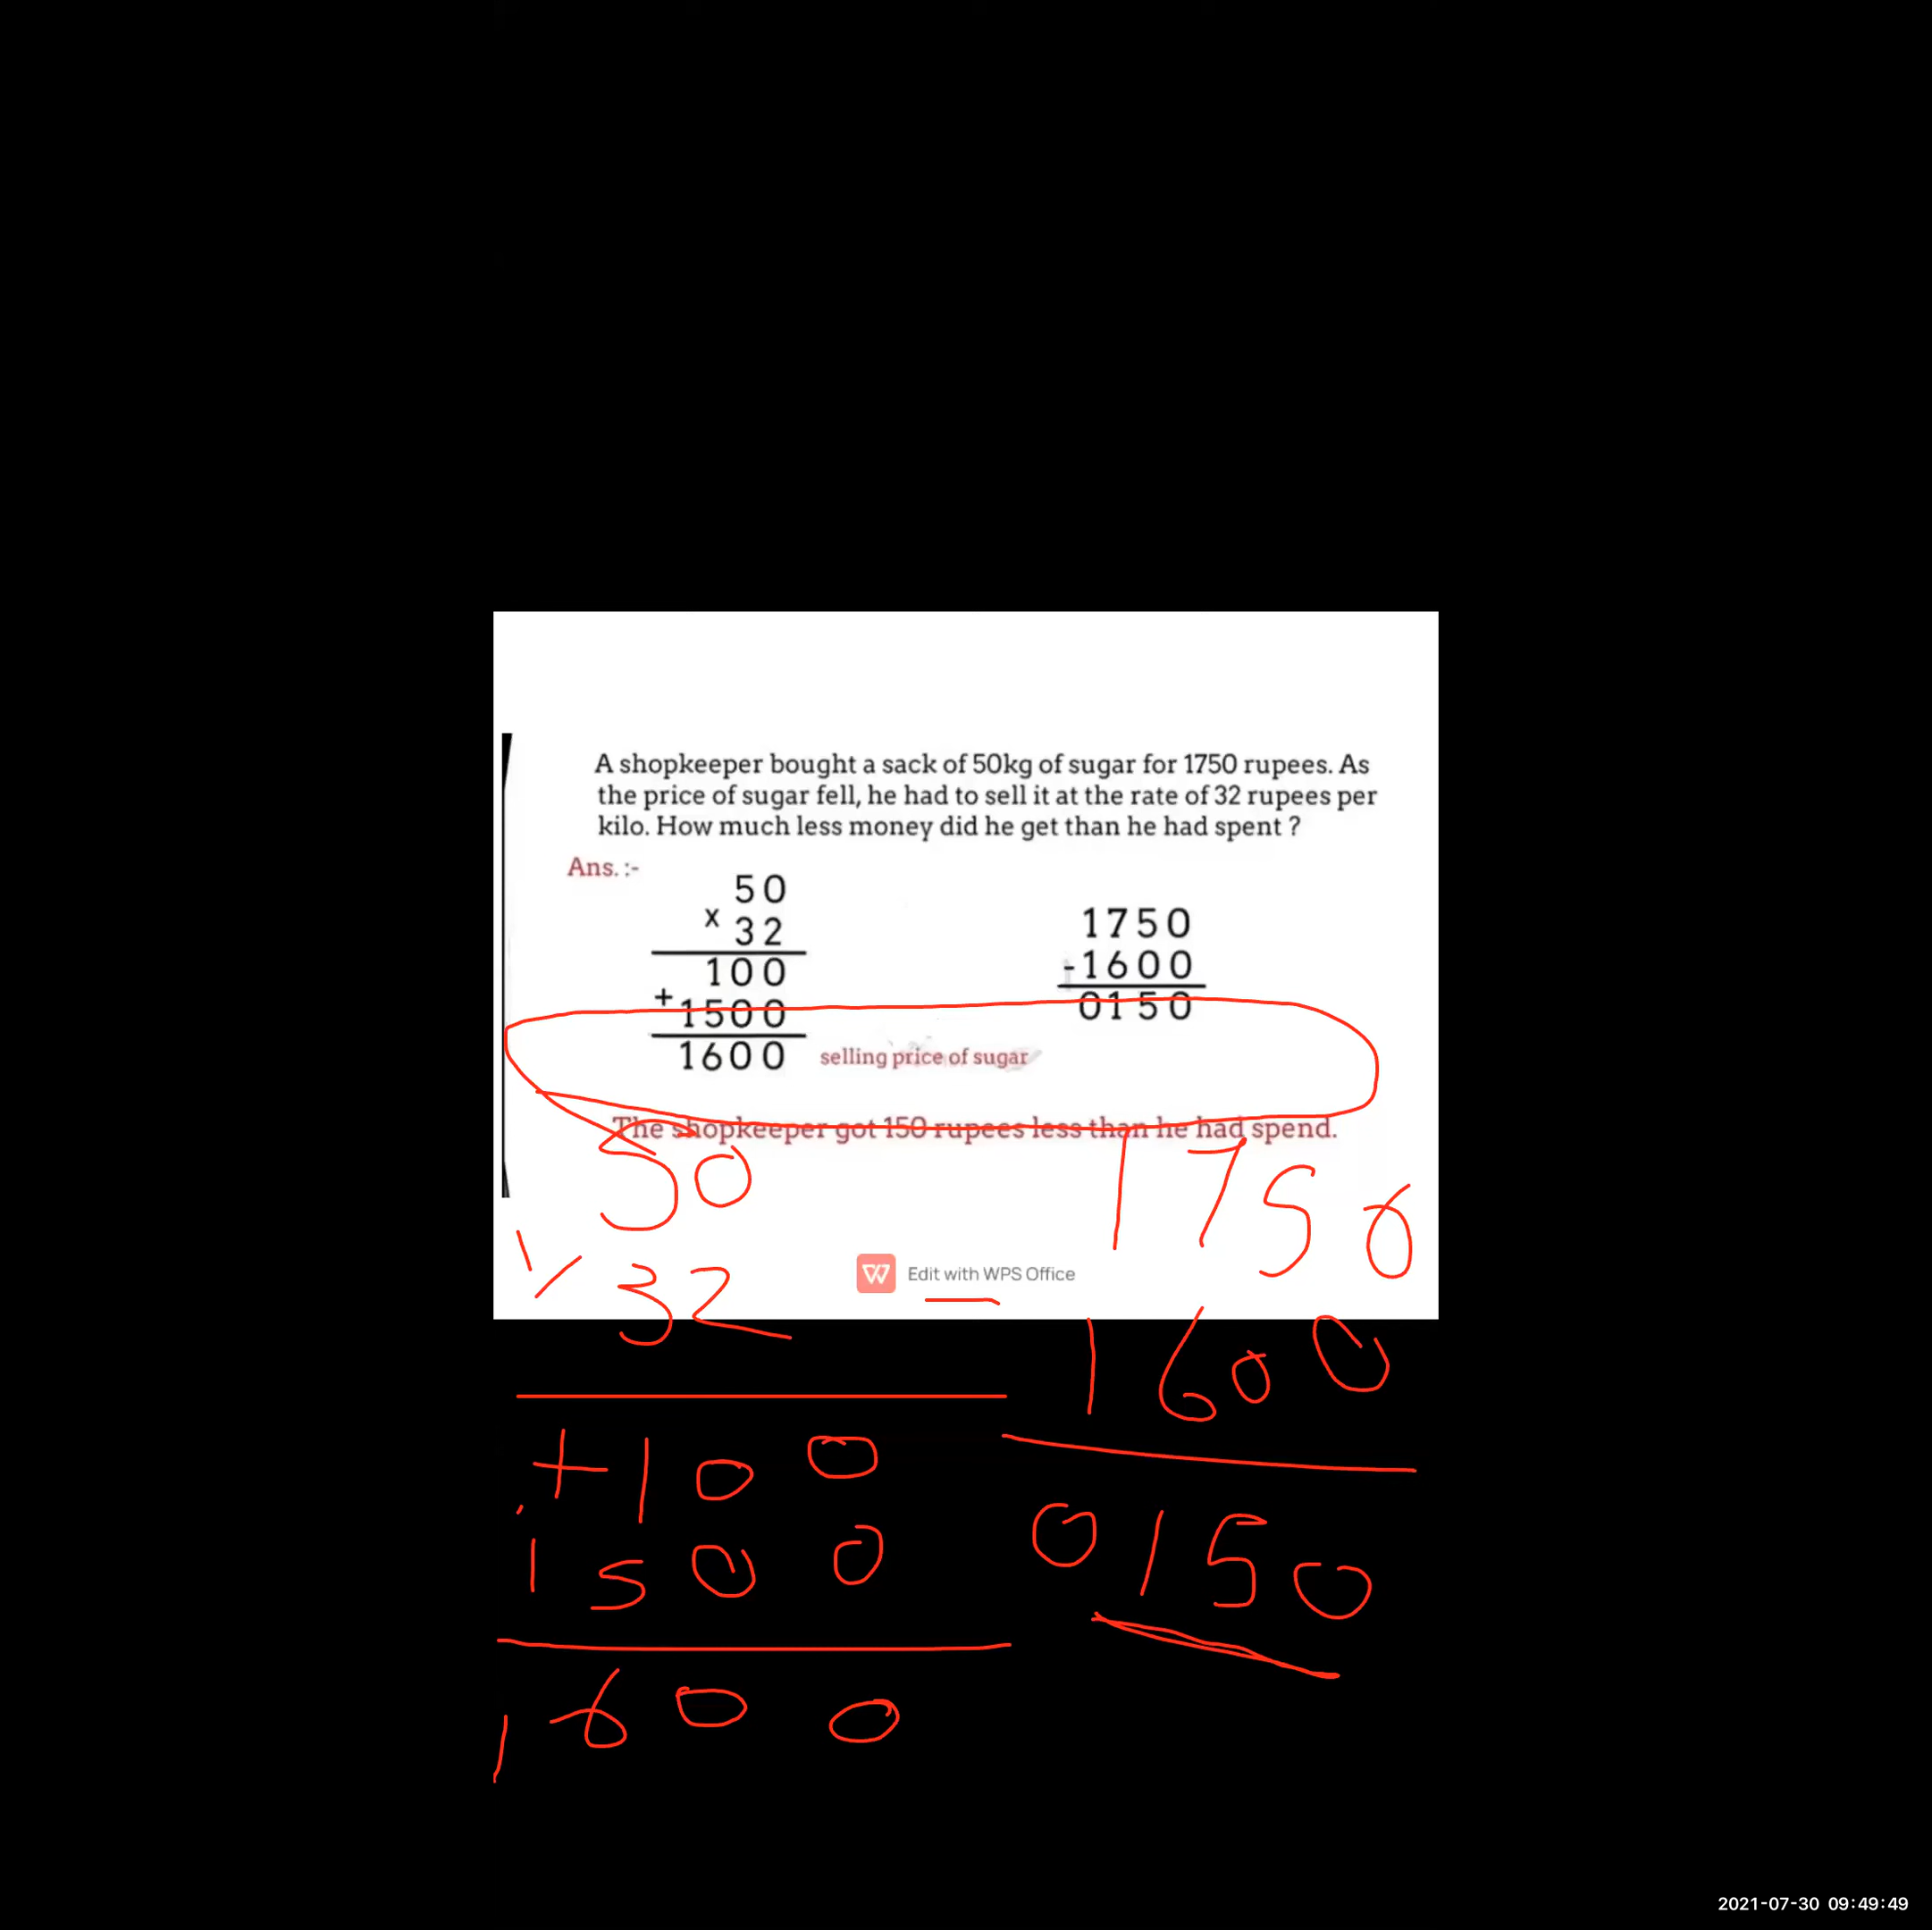 A shopkeeper bought a sack of 50kg of sugar for 1750 rupees. As
the price of sugar fell, he had to sell it at the rate of 32 rupees per
kilo. How much less money did he get than he had spent ?
Ans. :-
50
x 32
100
+ 1500
1600 selling price of sugar
1750
-1600
0150
The shopkeeper got 150 rupees less than he had spend.
Edit with WPS Office
50
x 32
+100
1500
1600
1750
- 1600
0150
2021-07-30 09:49:49